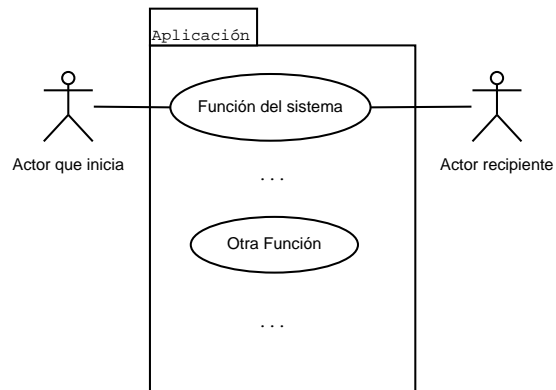 Aplicación
Función del sistema
Actor que inicia
Actor recipiente
...
Otra Función
...